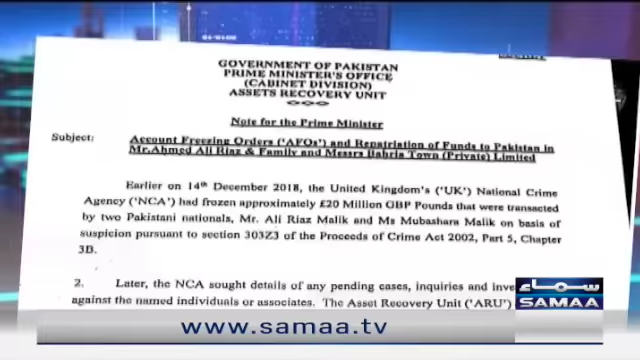 GOVERNMENT OF PAKISTAN
PRIME MINISTER'S OFFICE
(CABINET DIVISION)
ASSETS RECOVERY UNIT
Note for the Prime Minister
Subject: Account Freezing Orders ('AFOs') and Repatriation of Funds to Pakistan in
Mr.Ahmed Ali Riaz & Family and Messrs Bahria Town (Private) Limited
Earlier on 14th December 2018, the United Kingdom's ('UK') National Crime
Agency ('NCA') had frozen approximately £20 Million GBP Pounds that were transacted
by two Pakistani nationals, Mr. Ali Riaz Malik and Ms Mubashara Malik on basis of
suspicion pursuant to section 303Z3 of the Proceeds of Crime Act 2002, Part 5, Chapter
3B.
2. Later, the NCA sought details of any pending cases, inquiries and inve
against the named individuals or associates. The Asset Recovery Unit ('ARU')
سماء
SAMAA
www.samaa.tv